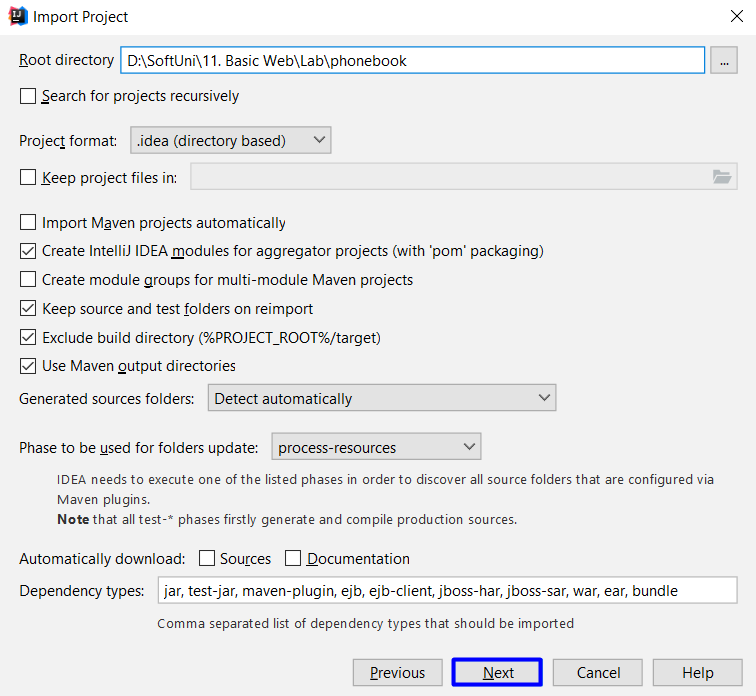 Import Project
Root directory D:\SoftUni\11. Basic Web\Lab\phonebook ...
Search for projects recursively
Project format: .idea (directory based)
Keep project files in:
Import Maven projects automatically
Create IntelliJ IDEA modules for aggregator projects (with 'pom' packaging)
Create module groups for multi-module Maven projects
Keep source and test folders on reimport
Exclude build directory (%PROJECT_ROOT%/target)
Use Maven output directories
Generated sources folders: Detect automatically
Phase to be used for folders update: process-resources
IDEA needs to execute one of the listed phases in order to discover all source folders that are configured via
Maven plugins.
Note that all test-* phases firstly generate and compile production sources.
Automatically download: Sources Documentation
Dependency types: jar, test-jar, maven-plugin, ejb, ejb-client, jboss-har, jboss-sar, war, ear, bundle
Comma separated list of dependency types that should be imported
Previous Next Cancel Help